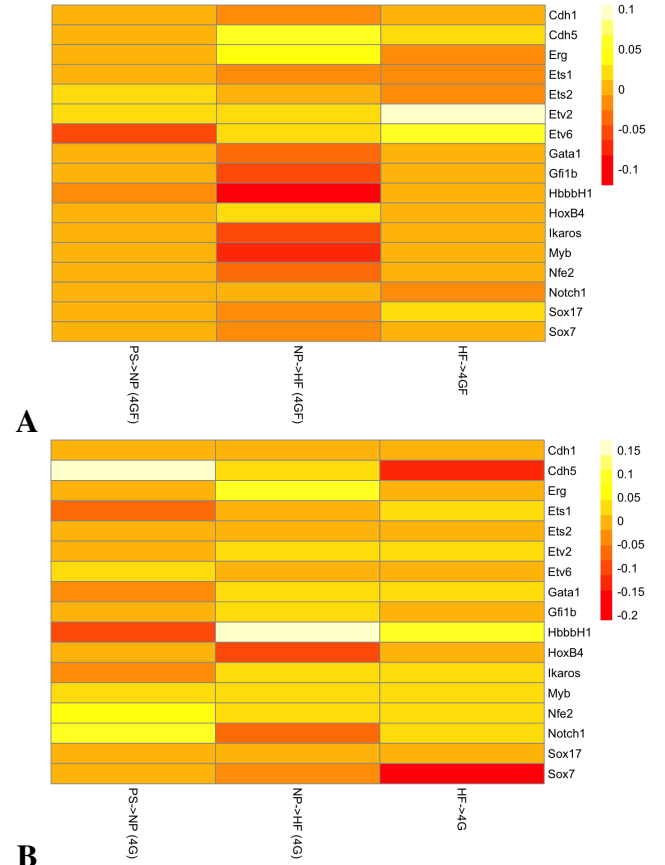 0.1
Cdh1
Cdh5
0.05
Erg
Ets1
0
Ets2
Etv2
-0.05
Etv6
Gata1
-0.1
Gfi1b
HbbbH1
HoxB4
Ikaros
Myb
Nfe2
Notch1
Sox17
Sox7
PS->NP (4GF)
NP->HF (4GF)
HF->4GF
A
Cdh1
0.15
Cdh5
0.1
Erg
0.05
Ets1
0
Ets2
-0.05
Etv2
Etv6
-0.1
Gata1
-0.15
Gfi1b
-0.2
HbbbH1
HoxB4
Ikaros
Myb
Nfe2
Notch1
Sox17
Sox7
PS->NP (4G)
NP->HF (4G)
HF->4G
B